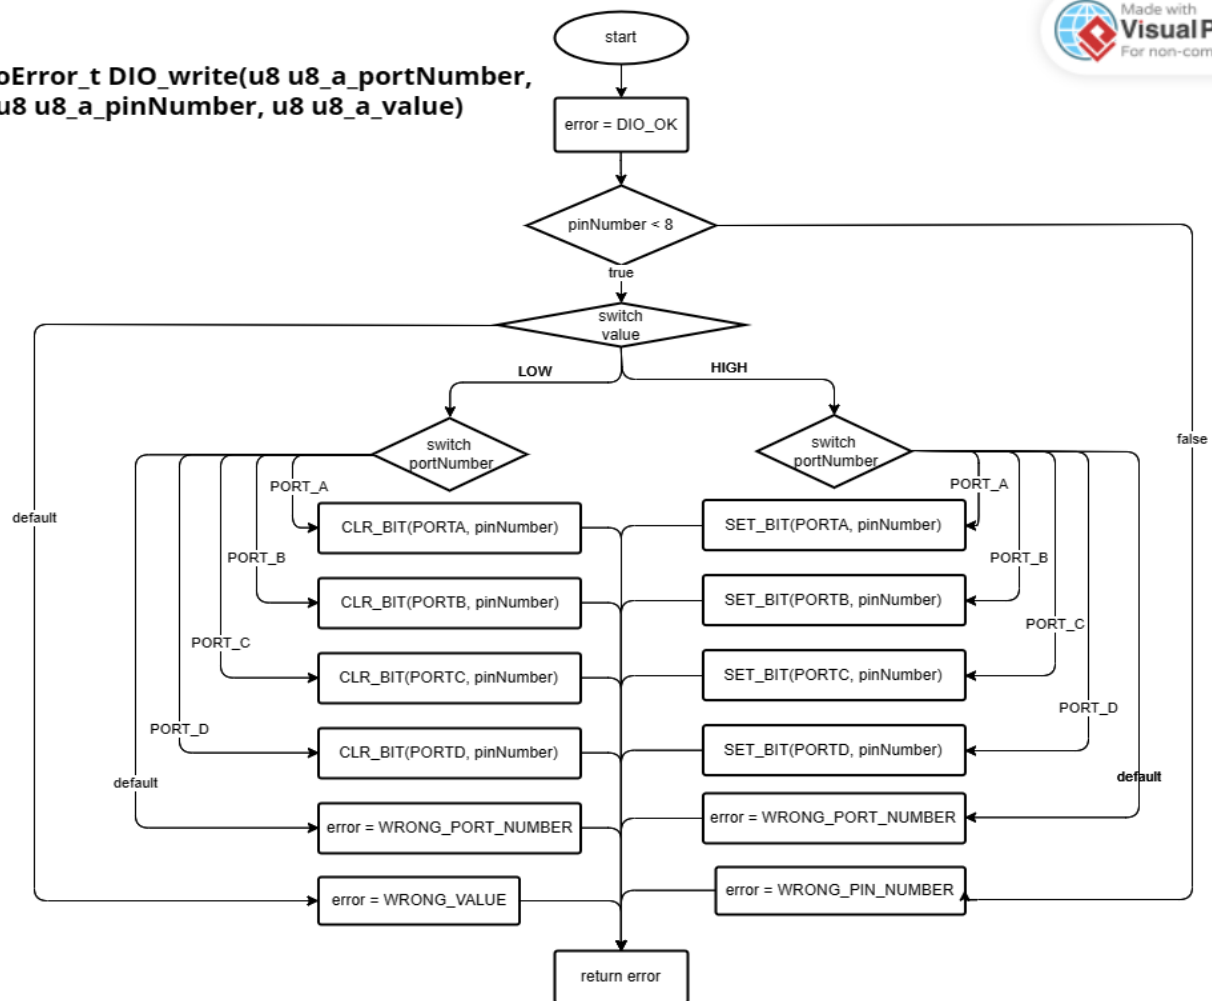 start
Made with
Visual P
For non-com
oError_t DIO_write(u8 u8_a_portNumber,
u8 u8_a_pinNumber, u8 u8_a_value)
error = DIO_OK
pinNumber < 8
true
switch
value
LOW
HIGH
false
default
switch
portNumber
PORT_A
CLR_BIT(PORTA, pinNumber)
PORT_B
CLR_BIT(PORTB, pinNumber)
PORT_C
CLR_BIT(PORTC, pinNumber)
PORT_D
CLR_BIT(PORTD, pinNumber)
default
error = WRONG_PORT_NUMBER
error = WRONG_VALUE
switch
portNumber
PORT_A
SET_BIT(PORTA, pinNumber)
PORT_B
SET_BIT(PORTB, pinNumber)
PORT_C
SET_BIT(PORTC, pinNumber)
PORT_D
SET_BIT(PORTD, pinNumber)
default
error = WRONG_PORT_NUMBER
error = WRONG_PIN_NUMBER
return error